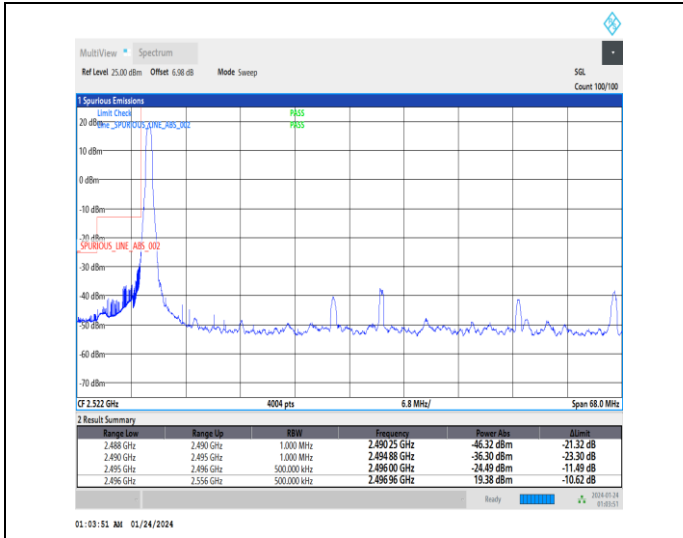 MultiView Spectrum
Ref Level 25.00 dBm Offset 6.98 dB Mode Sweep SGL
Count 100/100
1 Spurious Emissions
Limit Check PASS
20 dBm
Line _SPURIOUS_LINE_ABS_002 PASS
10 dBm
0 dBm
-10 dBm
-20 dBm
_SPURIOUS_LINE_ABS_002
-30 dBm
-40 dBm
-50 dBm
-60 dBm
-70 dBm
CF 2.522 GHz 4004 pts 6.8 MHz/ Span 68.0 MHz
2 Result Summary
Range Low Range Up RBW Frequency Power Abs ΔLimit
2.488 GHz 2.490 GHz 1.000 MHz 2.490 25 GHz -46.32 dBm -21.32 dB
2.490 GHz 2.495 GHz 1.000 MHz 2.494 88 GHz -36.30 dBm -23.30 dB
2.495 GHz 2.496 GHz 500.000 kHz 2.496 00 GHz -24.49 dBm -11.49 dB
2.496 GHz 2.556 GHz 500.000 kHz 2.496 96 GHz 19.38 dBm -10.62 dB
Ready 2024-01-24
01:03:51
01:03:51 AM 01/24/2024